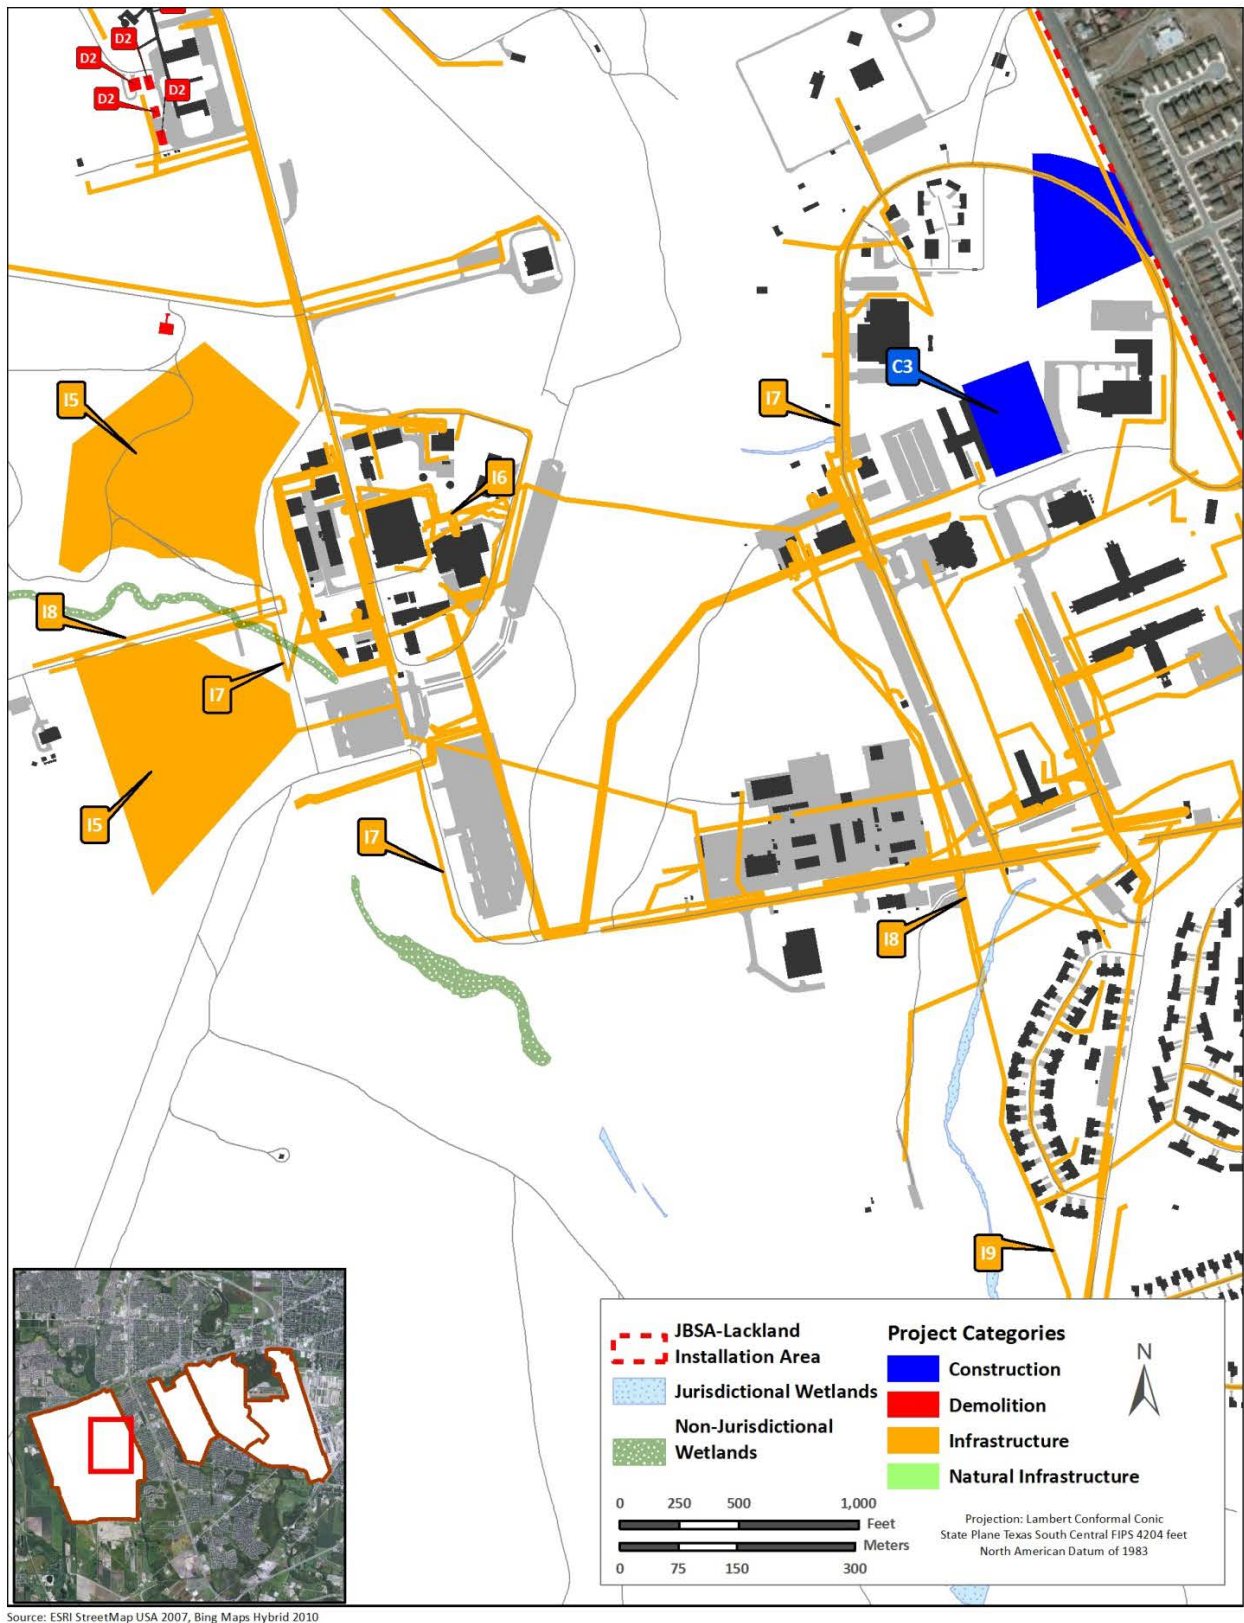 D2
D2
D2
D2
I5
C3
I7
I6
I8
I7
I5
I7
I8
I9
JBSA-Lackland
Installation Area
Jurisdictional Wetlands
Non-Jurisdictional
Wetlands
Project Categories
Construction
Demolition
Infrastructure
Natural Infrastructure
N
0 250 500 1,000
Feet
Meters
0 75 150 300
Projection: Lambert Conformal Conic
State Plane Texas South Central FIPS 4204 feet
North American Datum of 1983
Source: ESRI StreetMap USA 2007, Bing Maps Hybrid 2010